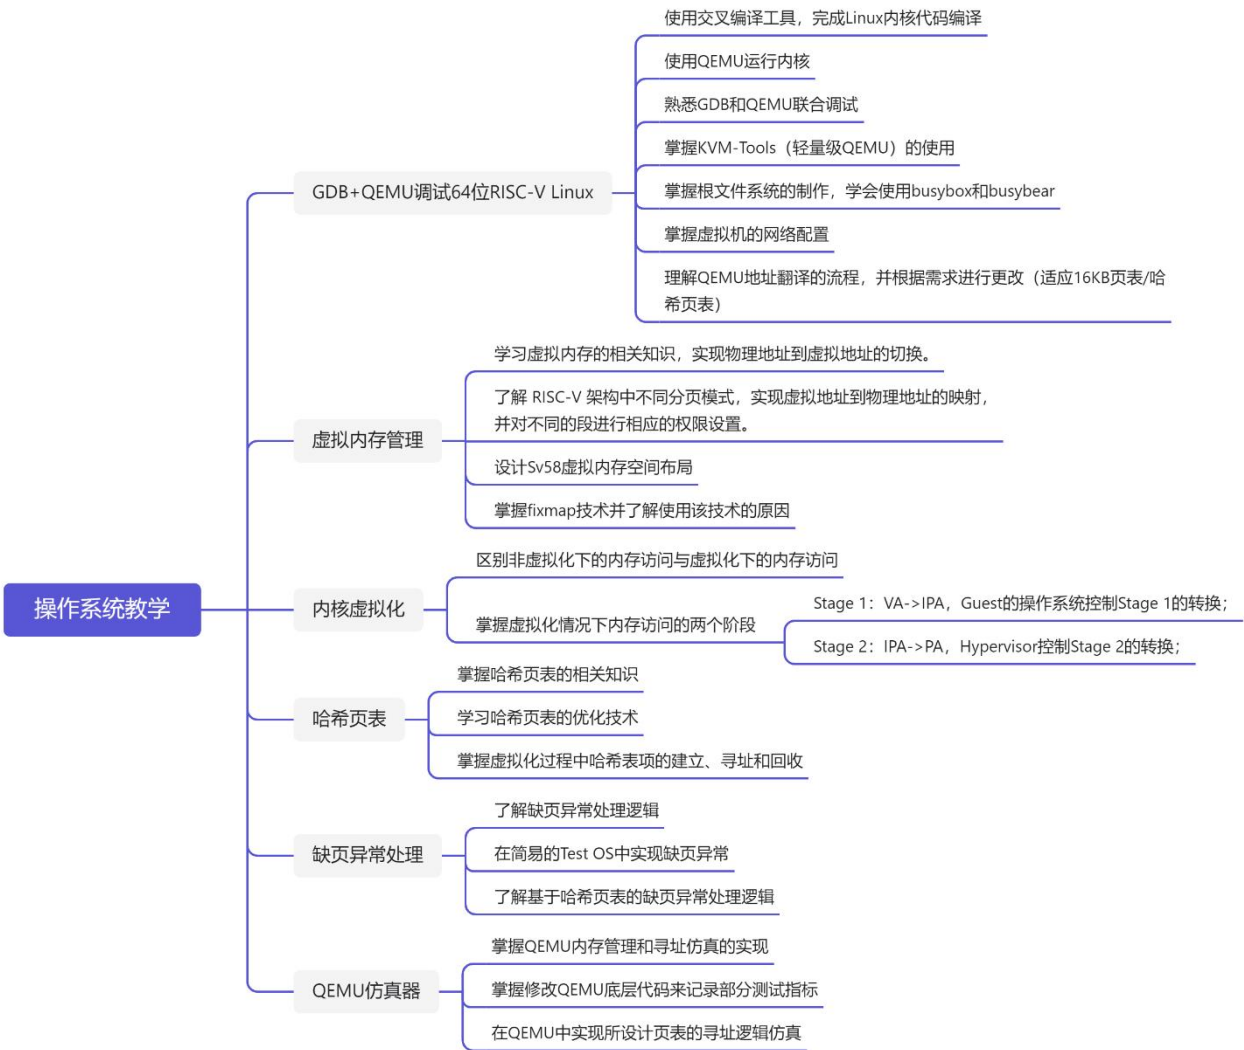 操作系统教学
GDB+QEMU调试64位RISC-V Linux
使用交叉编译工具，完成Linux内核代码编译
使用QEMU运行内核
熟悉GDB和QEMU联合调试
掌握KVM-Tools（轻量级QEMU）的使用
掌握根文件系统的制作，学会使用busybox和busybear
掌握虚拟机的网络配置
理解QEMU地址翻译的流程，并根据需求进行更改（适应16KB页表/哈
希页表）
虚拟内存管理
学习虚拟内存的相关知识，实现物理地址到虚拟地址的切换。
了解 RISC-V 架构中不同分页模式，实现虚拟地址到物理地址的映射，
并对不同的段进行相应的权限设置。
设计Sv58虚拟内存空间布局
掌握fixmap技术并了解使用该技术的原因
内核虚拟化
区别非虚拟化下的内存访问与虚拟化下的内存访问
掌握虚拟化情况下内存访问的两个阶段
Stage 1：VA->IPA，Guest的操作系统控制Stage 1的转换；
Stage 2：IPA->PA，Hypervisor控制Stage 2的转换；
哈希页表
掌握哈希页表的相关知识
学习哈希页表的优化技术
掌握虚拟化过程中哈希表项的建立、寻址和回收
缺页异常处理
了解缺页异常处理逻辑
在简易的Test OS中实现缺页异常
了解基于哈希页表的缺页异常处理逻辑
QEMU仿真器
掌握QEMU内存管理和寻址仿真的实现
掌握修改QEMU底层代码来记录部分测试指标
在QEMU中实现所设计页表的寻址逻辑仿真